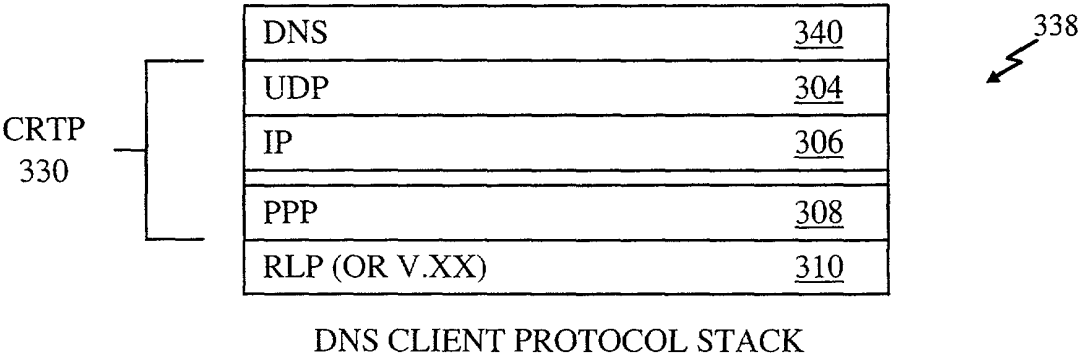 DNS 340
338
UDP 304
CRTP
330
IP 306
PPP 308
RLP (OR V.XX) 310
DNS CLIENT PROTOCOL STACK